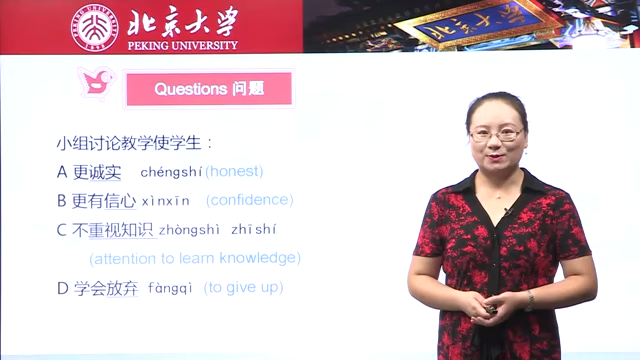 北京大学
PEKING UNIVERSITY
Questions 问题
小组讨论教学使学生：
A 更诚实 chéngshí (honest)
B 更有信心 xìnxīn (confidence)
C 不重视知识 zhòngshì zhīshí
(attention to learn knowledge)
D 学会放弃 fàngqì (to give up)